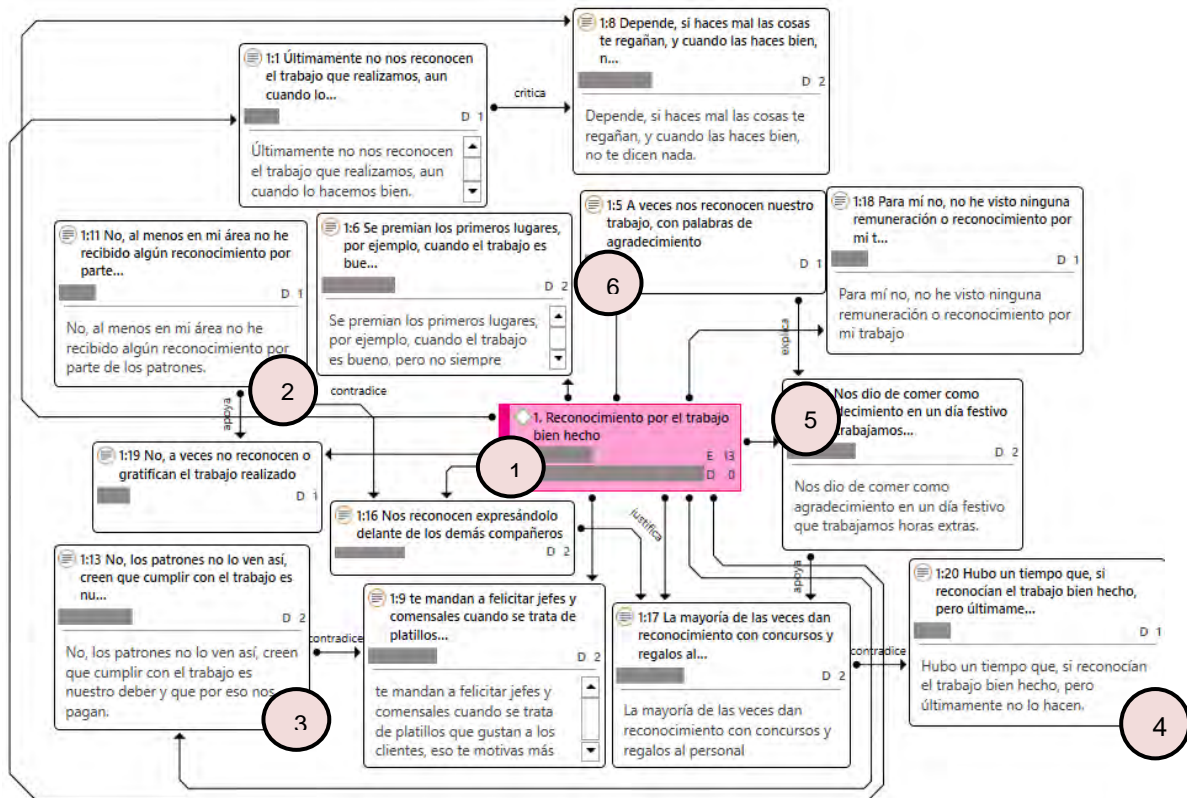 1:8 Depende, si haces mal las cosas
te regañan, y cuando las haces bien,
n...
D 2
Depende, si haces mal las cosas te
regañan, y cuando las haces bien,
no te dicen nada.
1:1 Últimamente no nos reconocen
el trabajo que realizamos, aun
cuando lo...
D 1
Últimamente no nos reconocen
el trabajo que realizamos, aun
cuando lo hacemos bien.
critica
1:11 No, al menos en mi área no he
recibido algún reconocimiento por
parte...
D 1
No, al menos en mi área no he
recibido algún reconocimiento por
parte de los patrones.
1:6 Se premian los primeros lugares,
por ejemplo, cuando el trabajo es
bue...
D 2
Se premian los primeros lugares,
por ejemplo, cuando el trabajo
es bueno, pero no siempre
1:5 A veces nos reconocen nuestro
trabajo, con palabras de
agradecimiento
D 1
6
1:18 Para mí no, no he visto ninguna
remuneración o reconocimiento por
mi t...
D 1
Para mí no, no he visto ninguna
remuneración o reconocimiento por
mi trabajo
explica
2
contradice
apoya
1. Reconocimiento por el trabajo
bien hecho
E 13
D 0
1
5
Nos dio de comer como
decimiento en un día festivo
trabajamos...
D 2
Nos dio de comer como
agradecimiento en un día festivo
que trabajamos horas extras.
1:19 No, a veces no reconocen o
gratifican el trabajo realizado
D 1
1:16 Nos reconocen expresándolo
delante de los demás compañeros
D 2
justifica
apoya
1:13 No, los patrones no lo ven así,
creen que cumplir con el trabajo es
nu...
D 2
No, los patrones no lo ven así, creen
que cumplir con el trabajo es
nuestro deber y que por eso nos
pagan.
3
contradice
1:9 te mandan a felicitar jefes y
comensales cuando se trata de
platillos...
D 2
te mandan a felicitar jefes y
comensales cuando se trata
de platillos que gustan a los
clientes, eso te motivas más
1:17 La mayoría de las veces dan
reconocimiento con concursos y
regalos al...
D 2
La mayoría de las veces dan
reconocimiento con concursos y
regalos al personal
contradice
1:20 Hubo un tiempo que, si
reconocían el trabajo bien hecho,
pero últimame...
D 1
Hubo un tiempo que, si reconocían
el trabajo bien hecho, pero
últimamente no lo hacen.
4